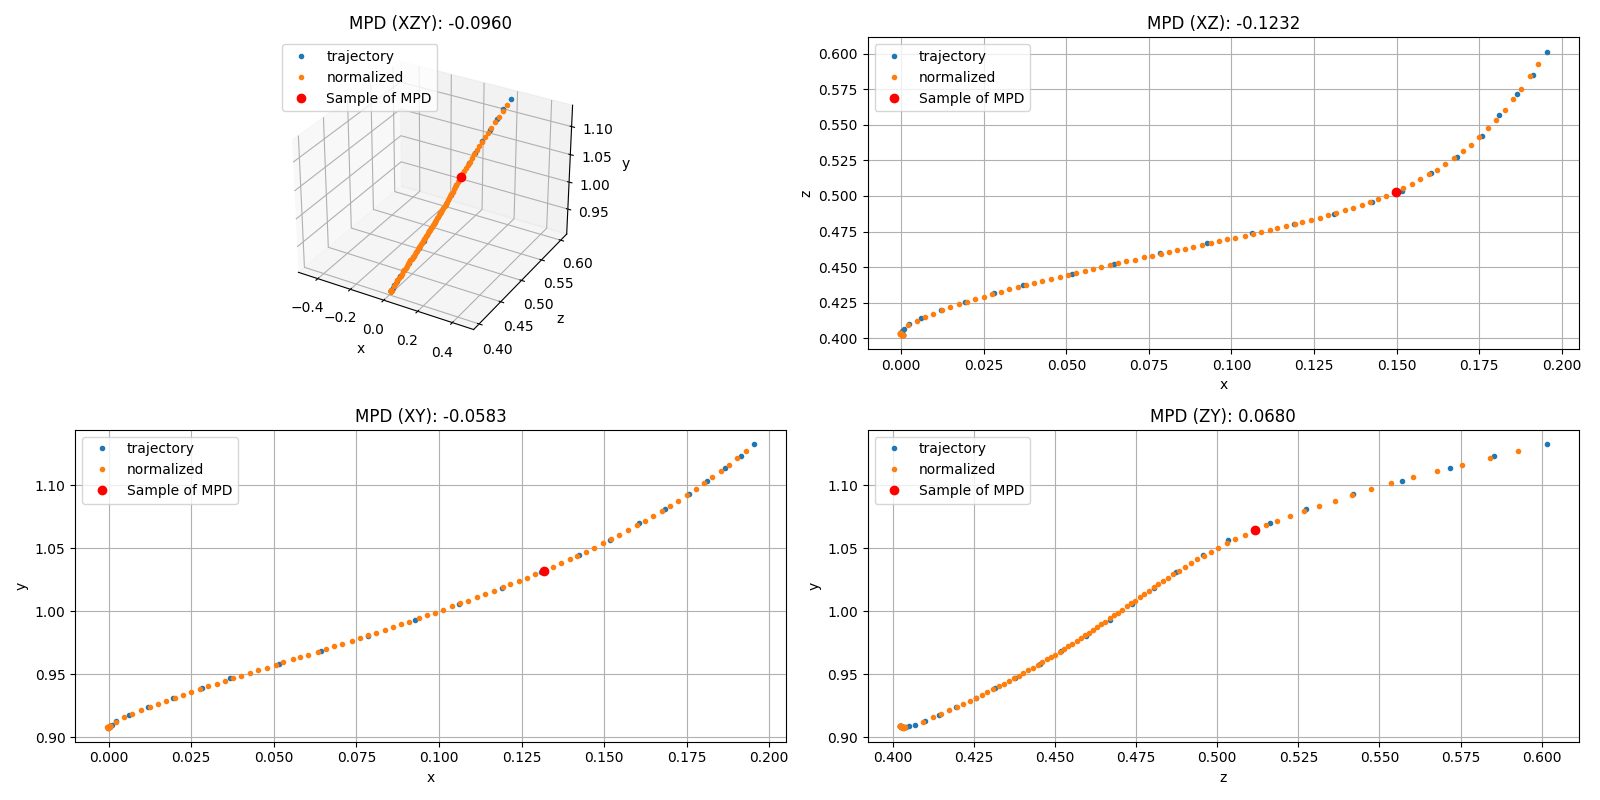 MPD (XZY): -0.0960
trajectory
normalized
Sample of MPD
1.10
1.05
1.00
0.95
y
−0.4
−0.2
0.0
0.2
0.4
x
0.40
0.45
0.50
0.55
0.60
z
MPD (XZ): -0.1232
trajectory
normalized
Sample of MPD
0.600
0.575
0.550
0.525
0.500
0.475
0.450
0.425
0.400
z
0.000 0.025 0.050 0.075 0.100 0.125 0.150 0.175 0.200
x
MPD (XY): -0.0583
trajectory
normalized
Sample of MPD
1.10
1.05
1.00
0.95
0.90
y
0.000 0.025 0.050 0.075 0.100 0.125 0.150 0.175 0.200
x
MPD (ZY): 0.0680
trajectory
normalized
Sample of MPD
1.10
1.05
1.00
0.95
0.90
y
0.400 0.425 0.450 0.475 0.500 0.525 0.550 0.575 0.600
z